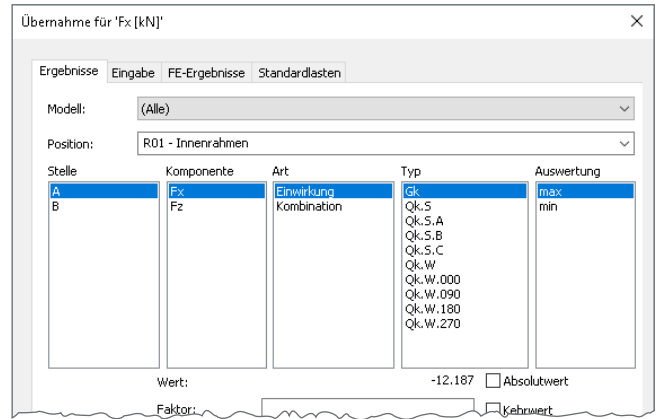 Übernahme für 'Fx [kN]'
Ergebnisse Eingabe FE-Ergebnisse Standardlasten
Modell: (Alle)
Position: R01 - Innenrahmen
Stelle Komponente Art Typ Auswertung
A Fx Einwirkung Gk max
B Fz Kombination Qk.S min
Qk.S.A
Qk.S.B
Qk.S.C
Qk.W
Qk.W.000
Qk.W.090
Qk.W.180
Qk.W.270
Wert: -12.187 Absolutwert
Faktor: Kehrwert